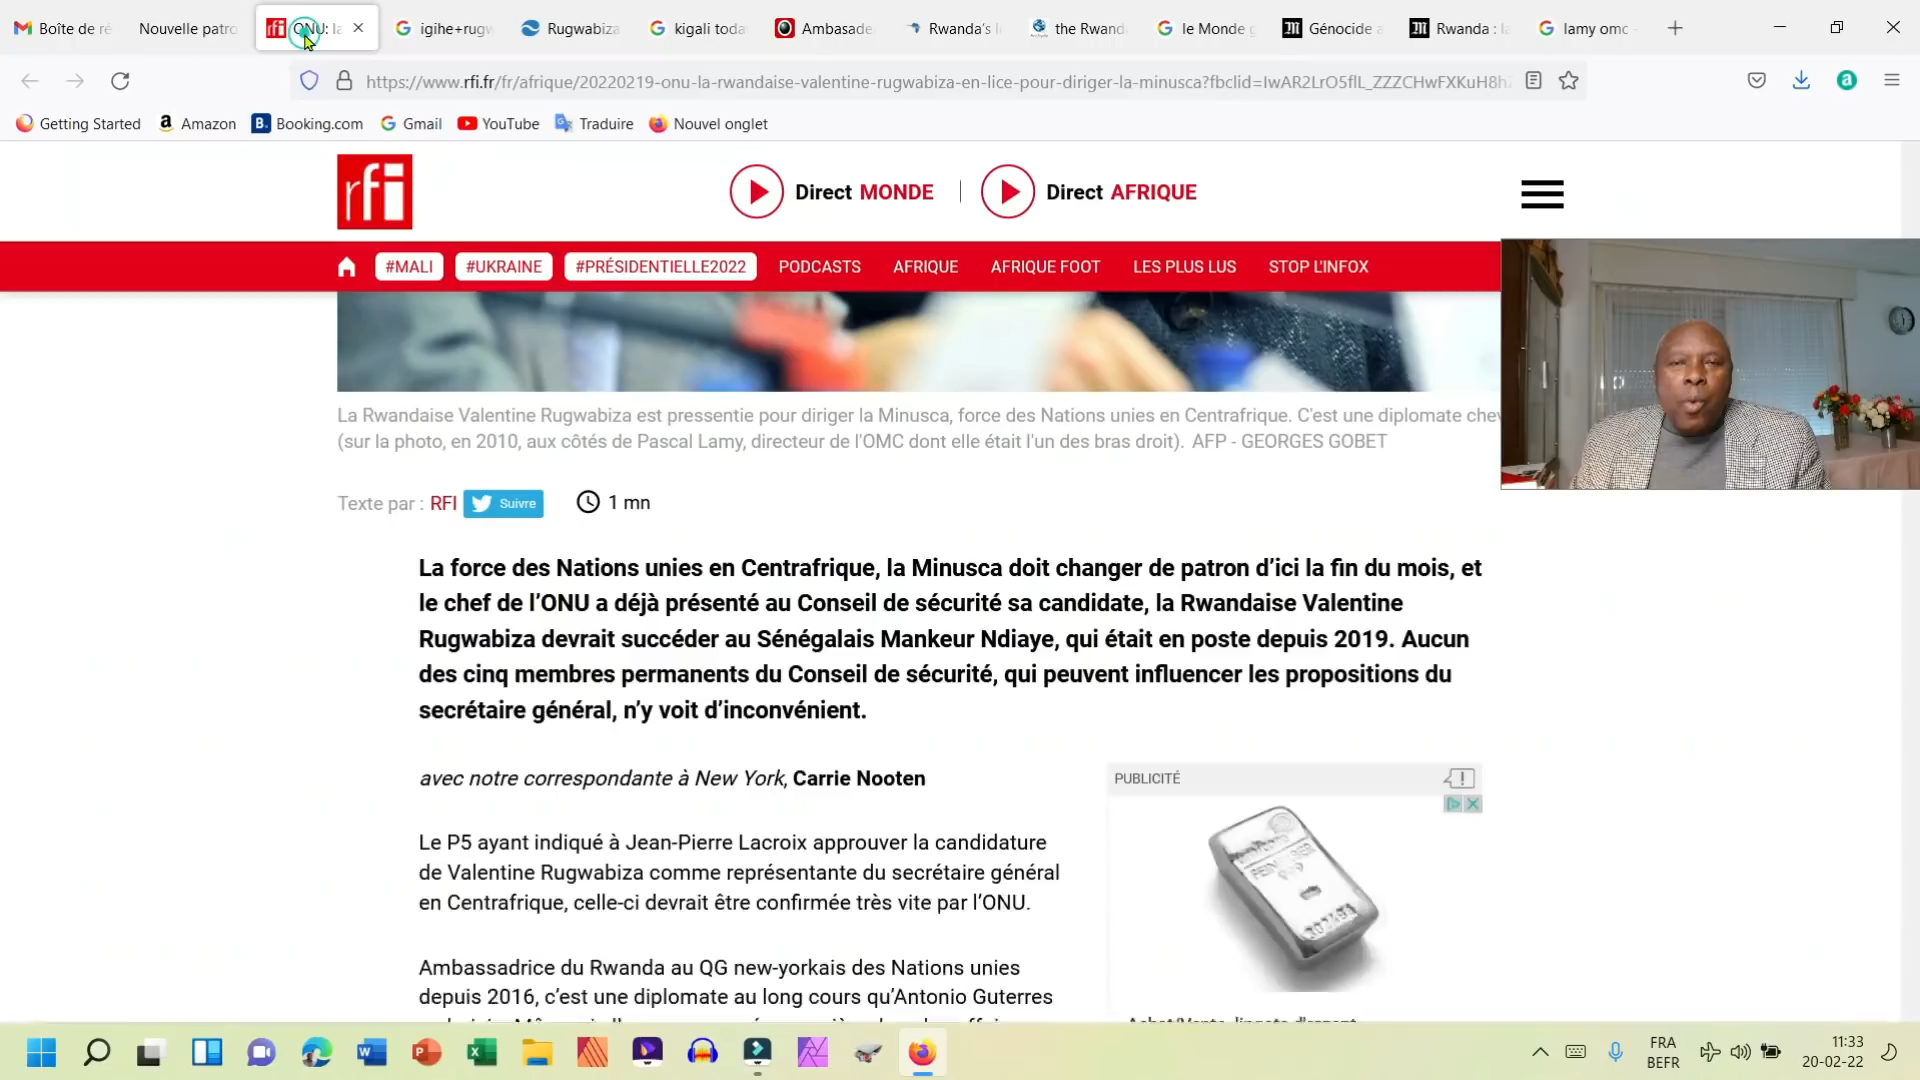 Boîte de ré
Nouvelle patro
ONU: la
igihe+rugw
Rugwabiza
kigali toda
Ambasade
Rwanda's l
the Rwand
le Monde g
Génocide a
Rwanda : la
lamy omc -
https://www.rfi.fr/fr/afrique/20220219-onu-la-rwandaise-valentine-rugwabiza-en-lice-pour-diriger-la-minusca?fbclid=
Getting Started
Amazon
Booking.com
Gmail
YouTube
Traduire
Nouvel onglet
rfi
Direct MONDE
Direct AFRIQUE
#MALI
#UKRAINE
#PRÉSIDENTIELLE2022
PODCASTS
AFRIQUE
AFRIQUE FOOT
LES PLUS LUS
STOP L'INFOX
La Rwandaise Valentine Rugwabiza est pressentie pour diriger la Minusca, force des Nations unies en Centrafrique. C'est une diplomate chev
(sur la photo, en 2010, aux côtés de Pascal Lamy, directeur de l'OMC dont elle était l'un des bras droit). AFP - GEORGES GOBET
Texte par : RFI Suivre 1 mn
La force des Nations unies en Centrafrique, la Minusca doit changer de patron d'ici la fin du mois, et
le chef de l'ONU a déjà présenté au Conseil de sécurité sa candidate, la Rwandaise Valentine
Rugwabiza devrait succéder au Sénégalais Mankeur Ndiaye, qui était en poste depuis 2019. Aucun
des cinq membres permanents du Conseil de sécurité, qui peuvent influencer les propositions du
secrétaire général, n'y voit d'inconvénient.
avec notre correspondante à New York, Carrie Nooten
PUBLICITÉ
Le P5 ayant indiqué à Jean-Pierre Lacroix approuver la candidature
de Valentine Rugwabiza comme représentante du secrétaire général
en Centrafrique, celle-ci devrait être confirmée très vite par l'ONU.
Ambassadrice du Rwanda au QG new-yorkais des Nations unies
depuis 2016, c'est une diplomate au long cours qu'Antonio Guterres
FRA
BEFR
11:33
20-02-22